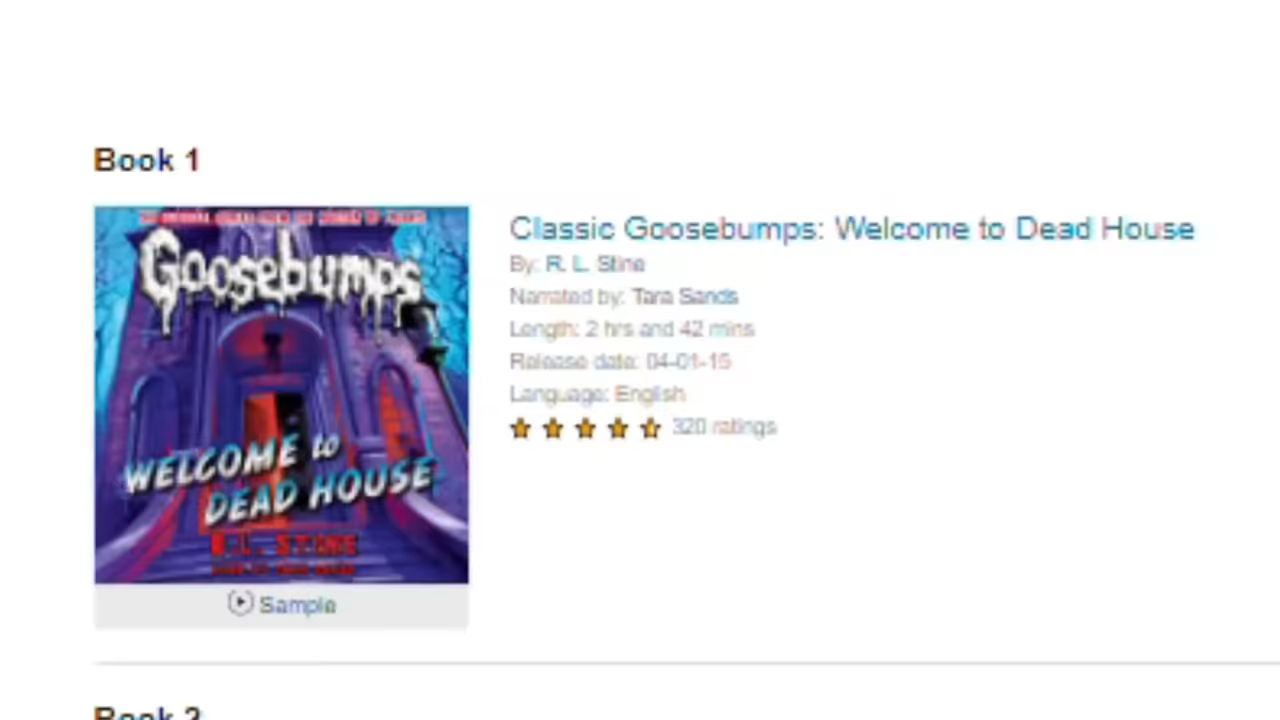 Book 1
Goosebumps
WELCOME to
DEAD HOUSE
R.L. STINE
Sample
Classic Goosebumps: Welcome to Dead House
By: R. L. Stine
Narrated by: Tara Sands
Length: 2 hrs and 42 mins
Release date: 04-01-15
Language: English
320 ratings
Book 2